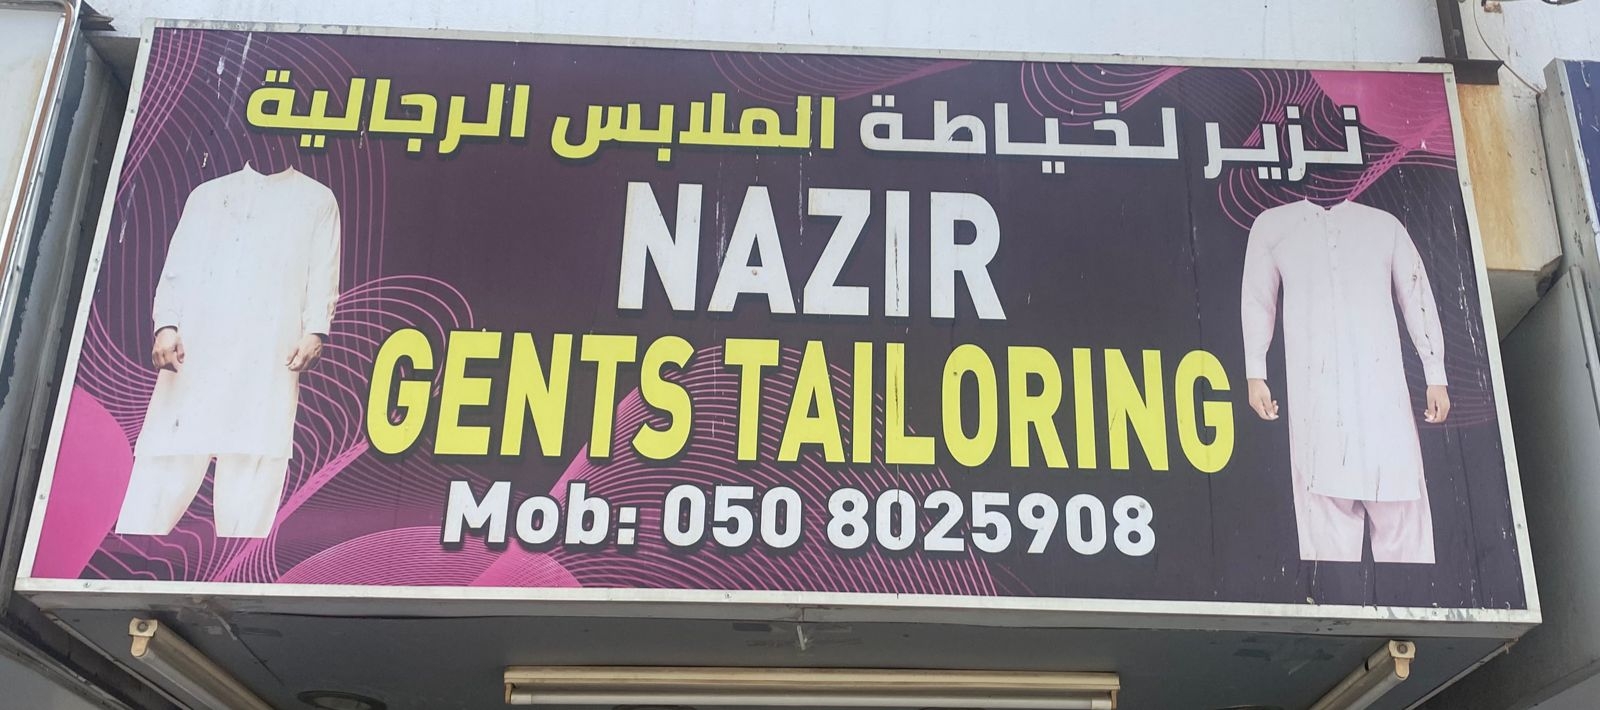 نزير لخياطة الملابس الرجالية
NAZIR
GENTS TAILORING
Mob: 050 8025908